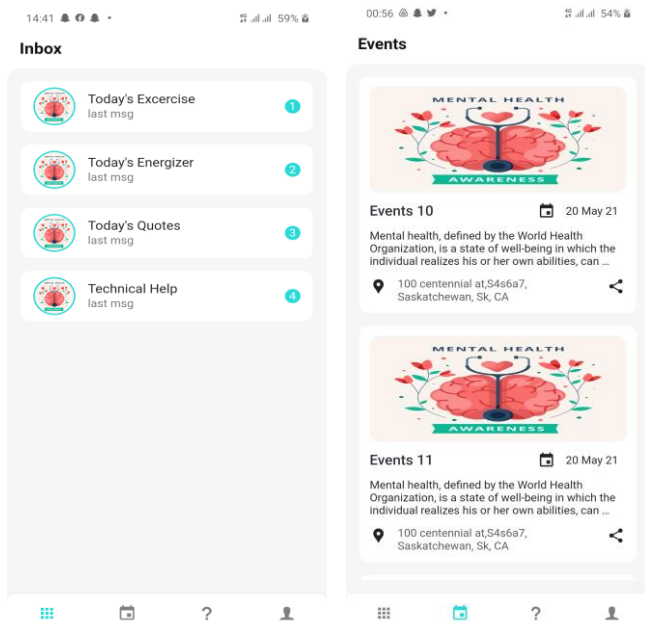 14:41
59%
Inbox
Today's Excercise
last msg
1
Today's Energizer
last msg
2
Today's Quotes
last msg
3
Technical Help
last msg
4
?
00:56
54%
Events
MENTAL HEALTH
AWARENESS
Events 10
20 May 21
Mental health, defined by the World Health
Organization, is a state of well-being in which the
individual realizes his or her own abilities, can ...
100 centennial at,S4s6a7,
Saskatchewan, Sk, CA
MENTAL HEALTH
AWARENESS
Events 11
20 May 21
Mental health, defined by the World Health
Organization, is a state of well-being in which the
individual realizes his or her own abilities, can ...
100 centennial at,S4s6a7,
Saskatchewan, Sk, CA
?